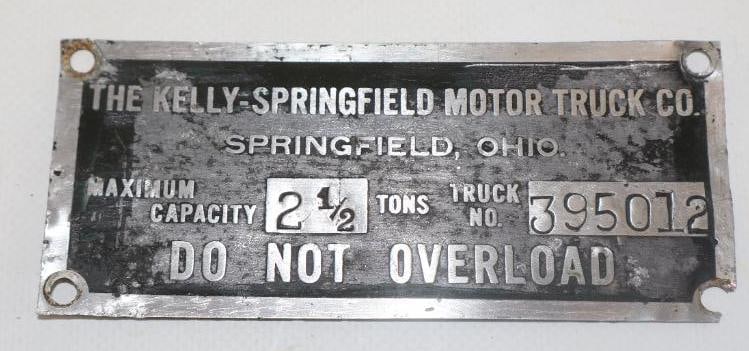 THE KELLY-SPRINGFIELD MOTOR TRUCK CO.
SPRINGFIELD, OHIO.
MAXIMUM CAPACITY 2 1/2 TONS TRUCK NO. 395012
DO NOT OVERLOAD